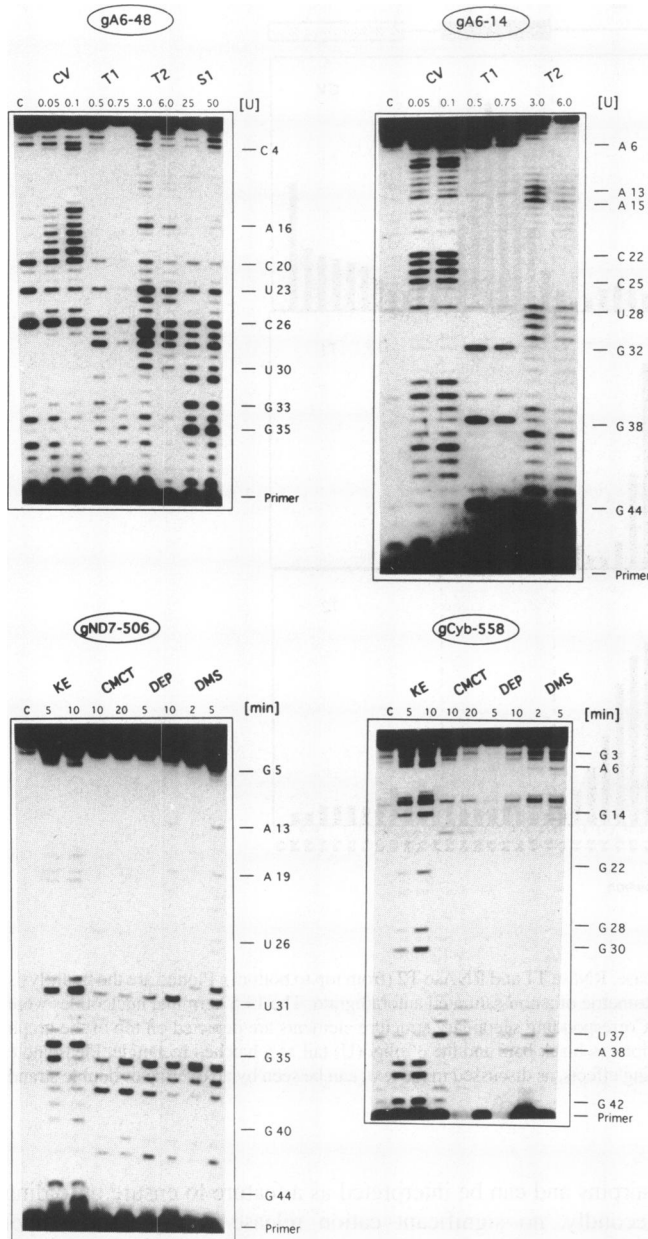 gA6-48
CV T1 T2 S1
C 0.05 0.1 0.5 0.75 3.0 6.0 25 50 [U]
C 4
A 16
C 20
U 23
C 26
U 30
G 33
G 35
Primer
gA6-14
CV T1 T2
C 0.05 0.1 0.5 0.75 3.0 6.0 [U]
A 6
A 13
A 15
C 22
C 25
U 28
G 32
G 38
G 44
Primer
gND7-506
KE CMCT DEP DMS
C 5 10 10 20 5 10 2 5 [min]
G 5
A 13
A 19
U 26
U 31
G 35
G 40
G 44
Primer
gCyb-558
KE CMCT DEP DMS
C 5 10 10 20 5 10 2 5 [min]
G 3
A 6
G 14
G 22
G 28
G 30
U 37
A 38
G 42
Primer